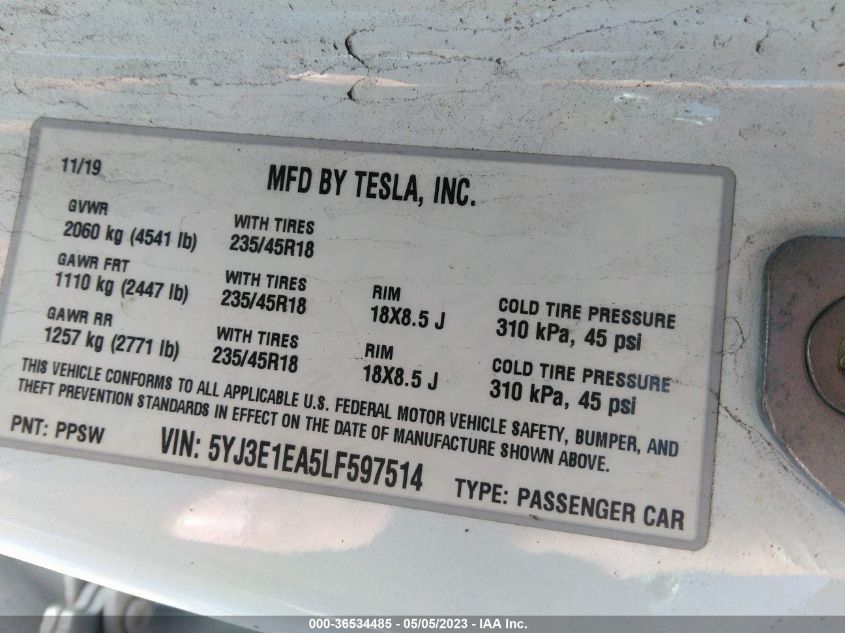 11/19
MFD BY TESLA, INC.
GVWR
2060 kg (4541 lb)
WITH TIRES
235/45R18
GAWR FRT
1110 kg (2447 lb)
WITH TIRES
235/45R18
RIM
18X8.5 J
COLD TIRE PRESSURE
310 kPa, 45 psi
GAWR RR
1257 kg (2771 lb)
WITH TIRES
235/45R18
RIM
18X8.5 J
COLD TIRE PRESSURE
310 kPa, 45 psi
THIS VEHICLE CONFORMS TO ALL APPLICABLE U.S. FEDERAL MOTOR VEHICLE SAFETY, BUMPER, AND
THEFT PREVENTION STANDARDS IN EFFECT ON THE DATE OF MANUFACTURE SHOWN ABOVE.
PNT: PPSW
VIN: 5YJ3E1EA5LF597514
TYPE: PASSENGER CAR
000-36534485 - 05/05/2023 - IAA Inc.